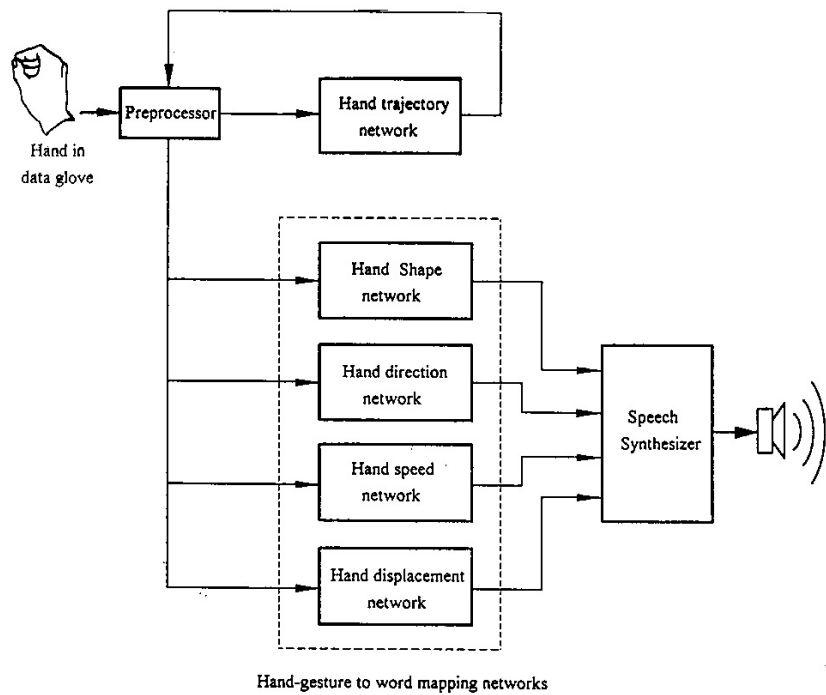 Preprocessor
Hand trajectory
network
Hand in
data glove
Hand Shape
network
Hand direction
network
Hand speed
network
Hand displacement
network
Speech
Synthesizer
Hand-gesture to word mapping networks